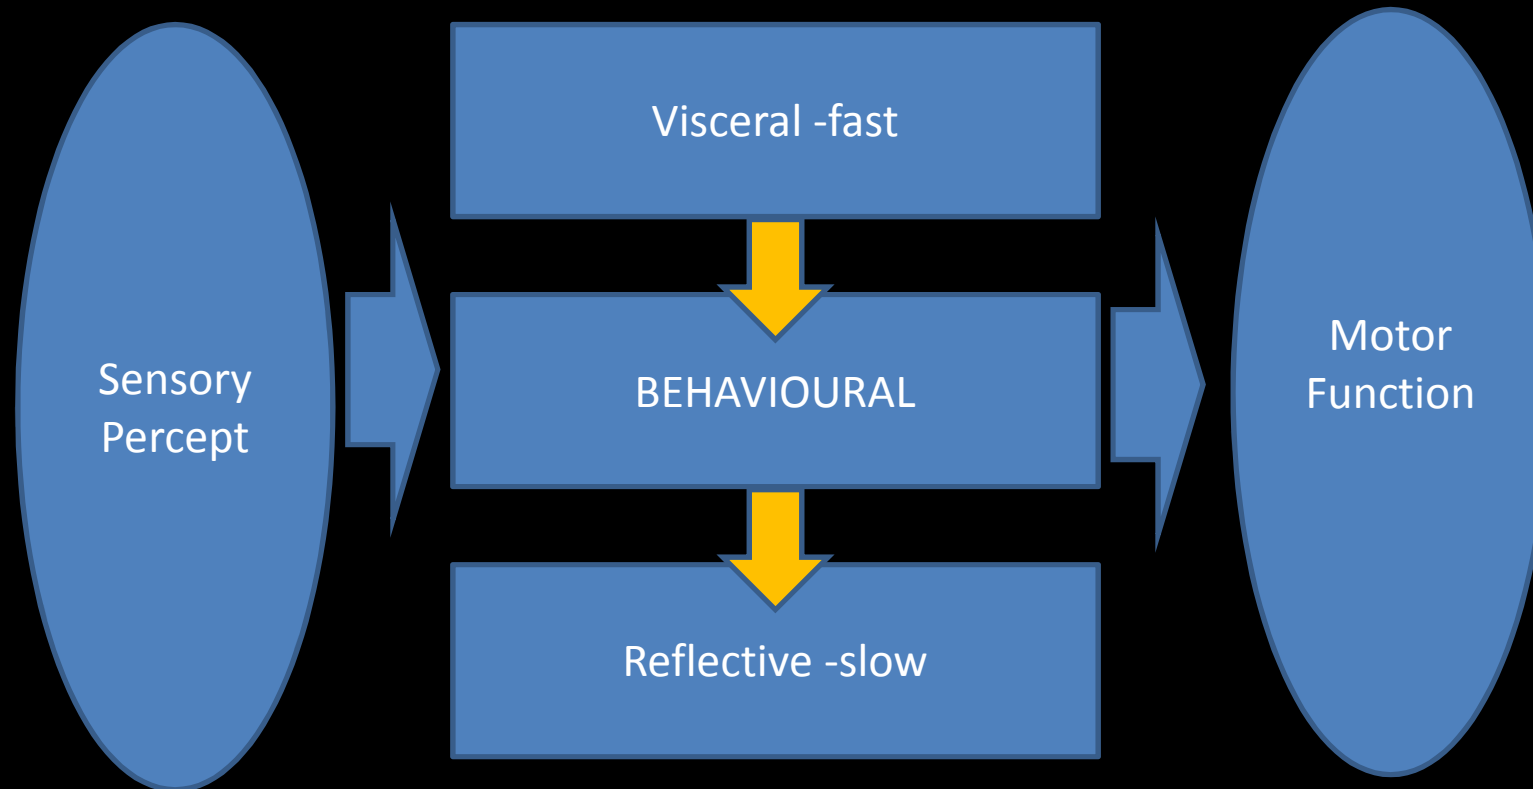 Sensory
Percept
Visceral -fast
BEHAVIOURAL
Reflective -slow
Motor
Function